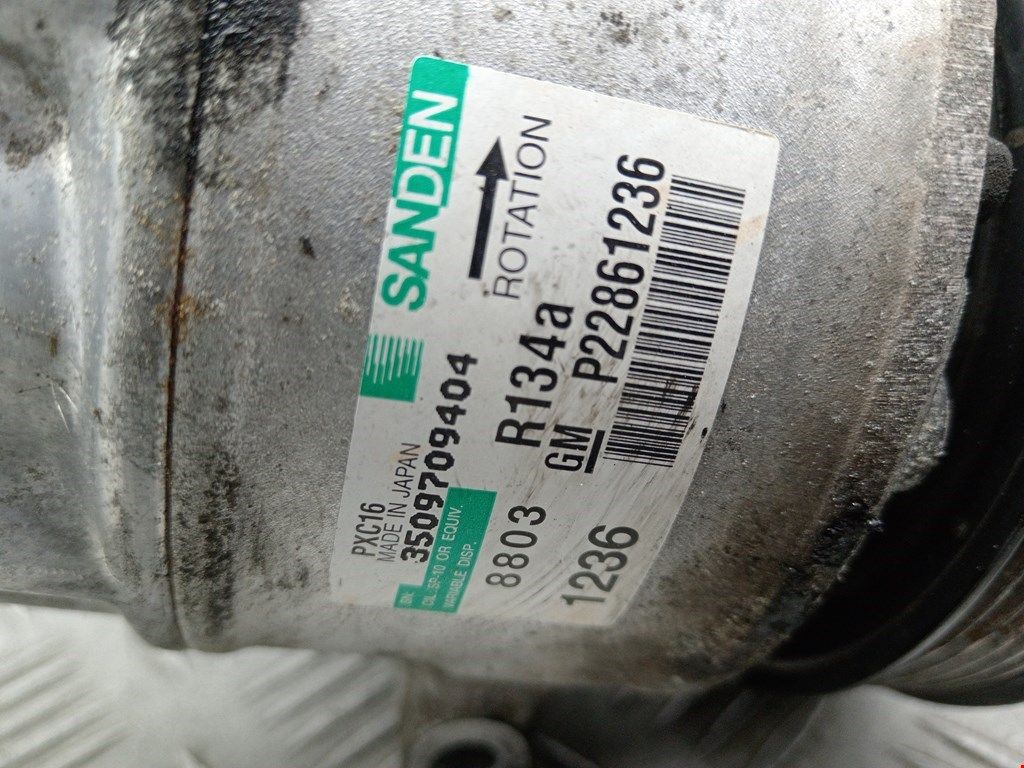 SANDEN
ROTATION
PXC16
MADE IN JAPAN
3509709404
S/N:
OIL: SP-10 OR EQUIV.
VARIABLE DISP.
8803
R134a
GM
P22861236
1236